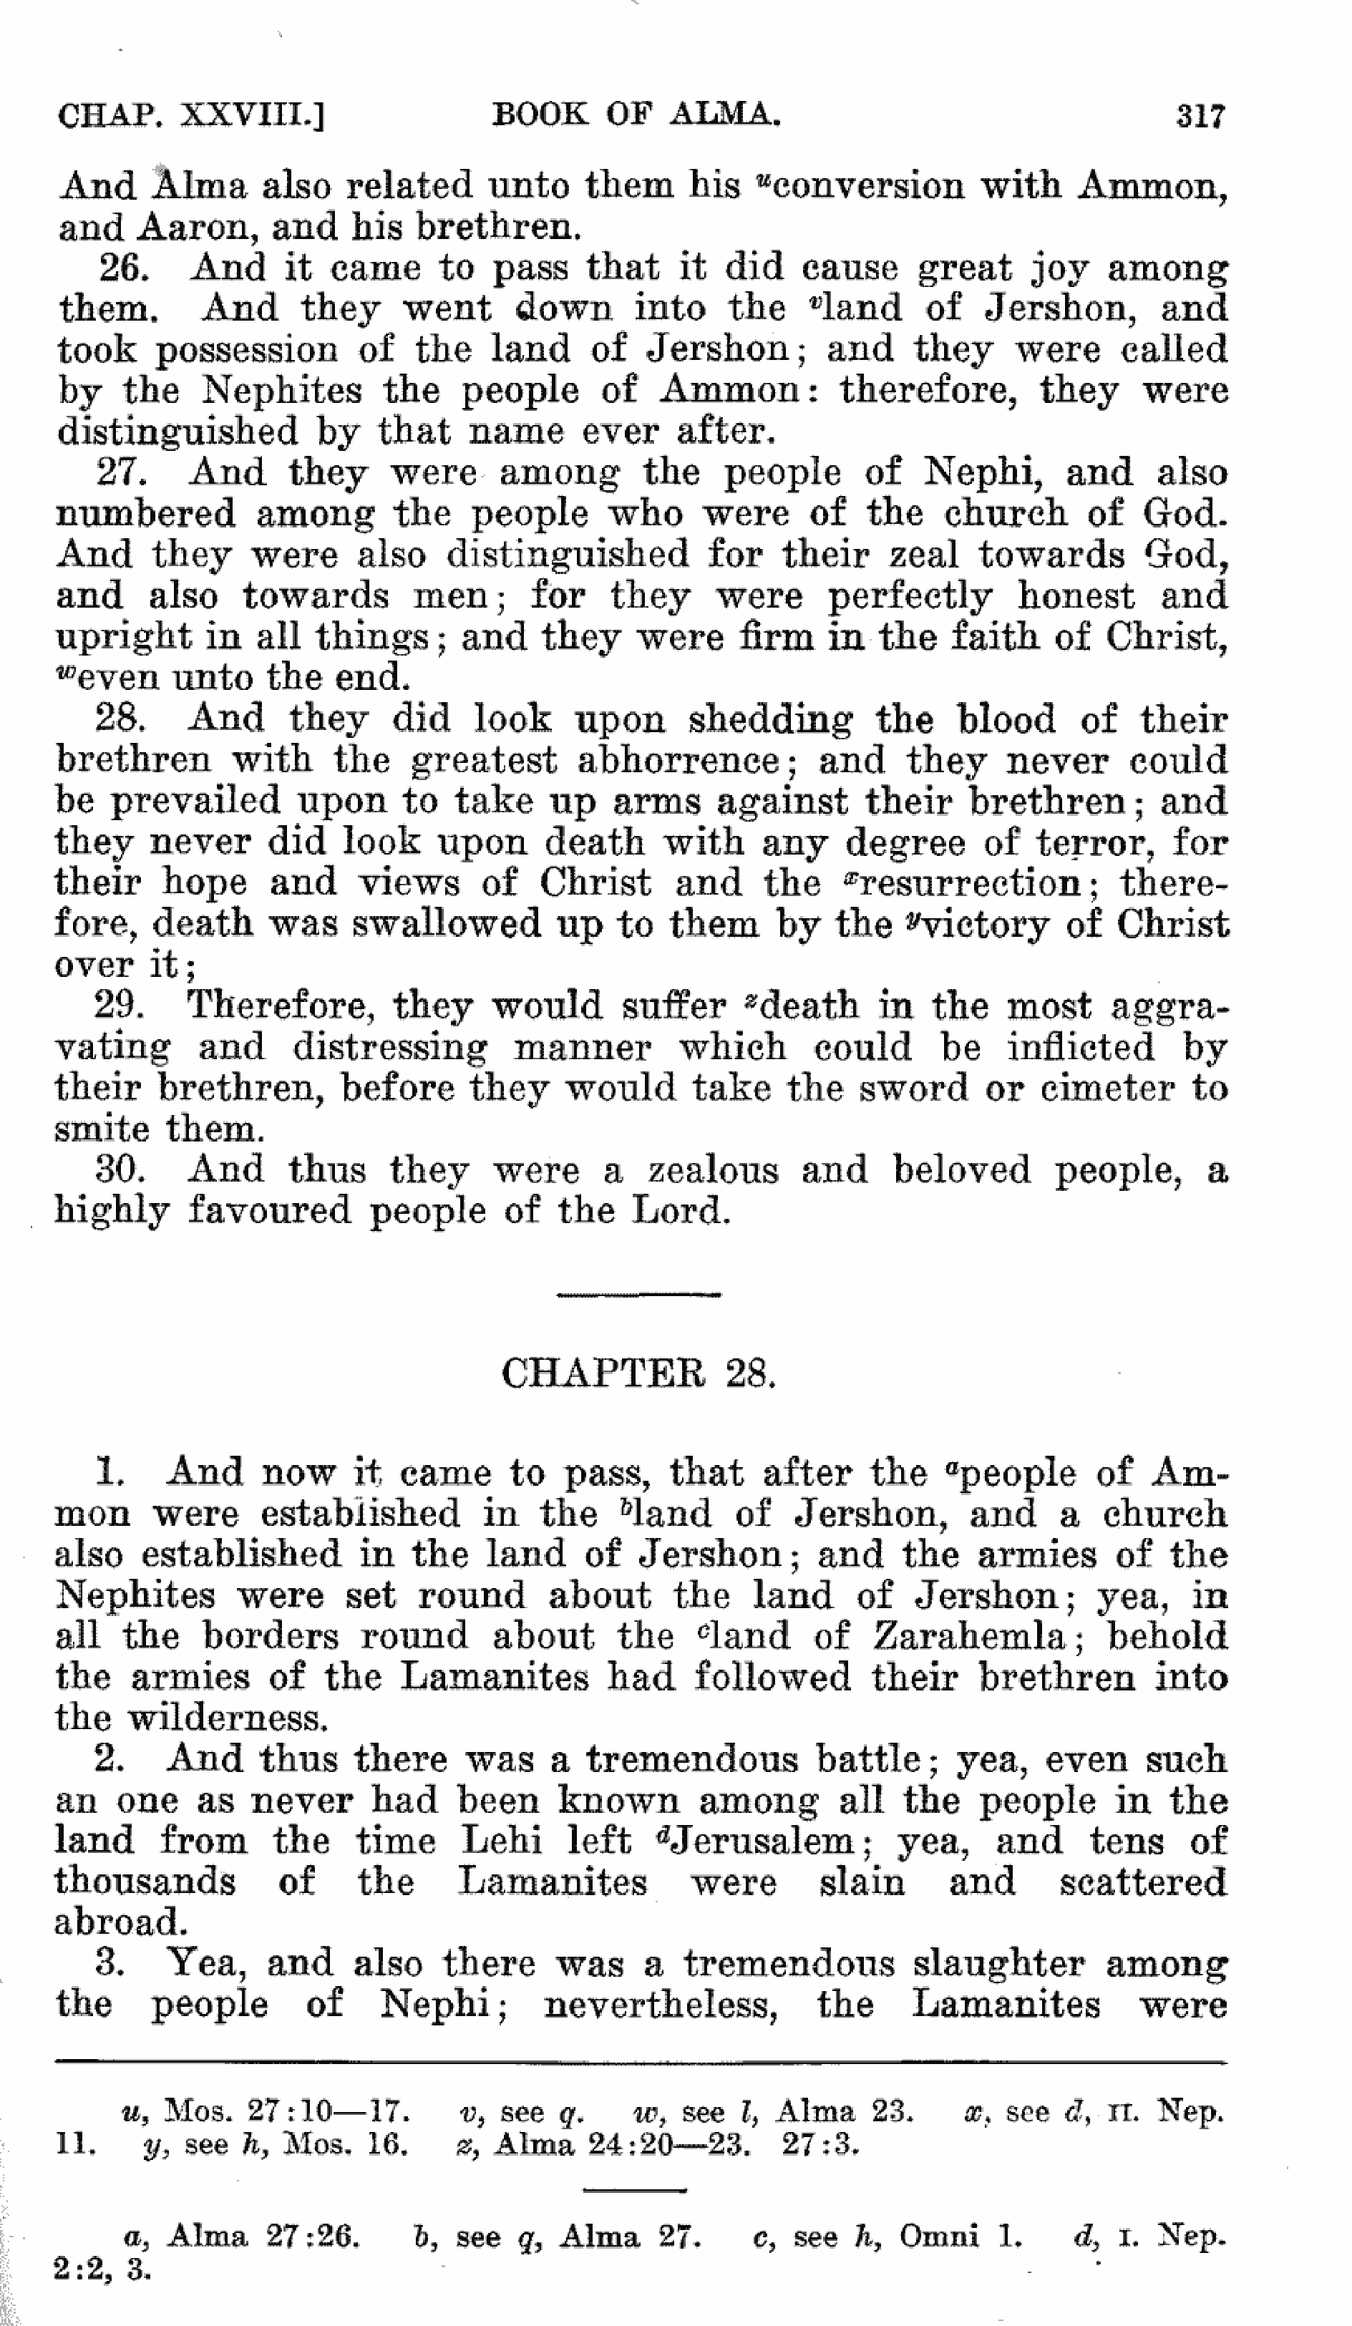 CHAP. XXVIII.] BOOK OF ALMA. 317
And Alma also related unto them his ᵘconversion with Ammon,
and Aaron, and his brethren.
26. And it came to pass that it did cause great joy among
them. And they went down into the ᵛland of Jershon, and
took possession of the land of Jershon; and they were called
by the Nephites the people of Ammon: therefore, they were
distinguished by that name ever after.
27. And they were among the people of Nephi, and also
numbered among the people who were of the church of God.
And they were also distinguished for their zeal towards God,
and also towards men; for they were perfectly honest and
upright in all things; and they were firm in the faith of Christ,
ʷeven unto the end.
28. And they did look upon shedding the blood of their
brethren with the greatest abhorrence; and they never could
be prevailed upon to take up arms against their brethren; and
they never did look upon death with any degree of terror, for
their hope and views of Christ and the ˣresurrection; there-
fore, death was swallowed up to them by the ʸvictory of Christ
over it;
29. Therefore, they would suffer ᶻdeath in the most aggra-
vating and distressing manner which could be inflicted by
their brethren, before they would take the sword or cimeter to
smite them.
30. And thus they were a zealous and beloved people, a
highly favoured people of the Lord.
CHAPTER 28.
1. And now it came to pass, that after the ᵃpeople of Am-
mon were established in the ᵇland of Jershon, and a church
also established in the land of Jershon; and the armies of the
Nephites were set round about the land of Jershon; yea, in
all the borders round about the ᶜland of Zarahemla; behold
the armies of the Lamanites had followed their brethren into
the wilderness.
2. And thus there was a tremendous battle; yea, even such
an one as never had been known among all the people in the
land from the time Lehi left ᵈJerusalem; yea, and tens of
thousands of the Lamanites were slain and scattered
abroad.
3. Yea, and also there was a tremendous slaughter among
the people of Nephi; nevertheless, the Lamanites were
u, Mos. 27:10—17. v, see q. w, see l, Alma 23. x, see d, II. Nep.
11. y, see h, Mos. 16. z, Alma 24:20—23. 27:3.
a, Alma 27:26. b, see q, Alma 27. c, see h, Omni 1. d, I. Nep.
2:2, 3.